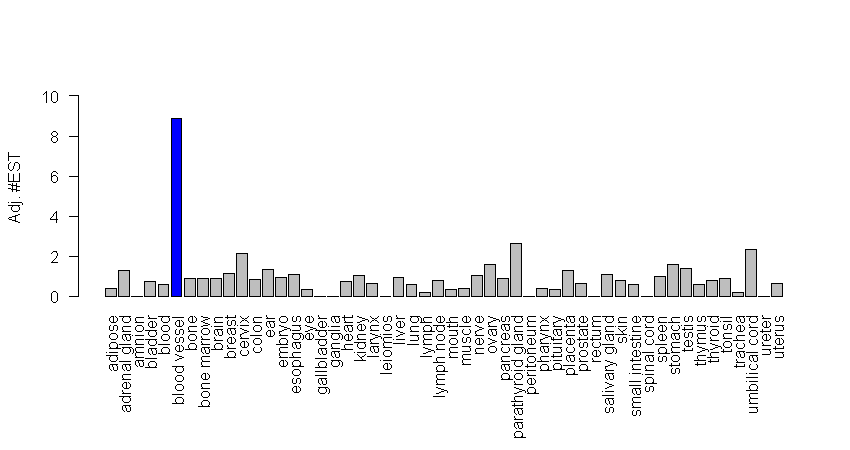 Adj. #EST
10
8
6
4
2
0
adipose
adrenal gland
amnion
bladder
blood
blood vessel
bone
bone marrow
brain
breast
cervix
colon
ear
embryo
esophagus
eye
gallbladder
ganglia
heart
kidney
larynx
leiomios
liver
lung
lymph
lymph node
mouth
muscle
nerve
ovary
pancreas
parathyroid gland
peritoneum
pharynx
pituitary
placenta
prostate
rectum
salivary gland
skin
small intestine
spinal cord
spleen
stomach
testis
thymus
thyroid
tonsil
trachea
umbilical cord
ureter
uterus